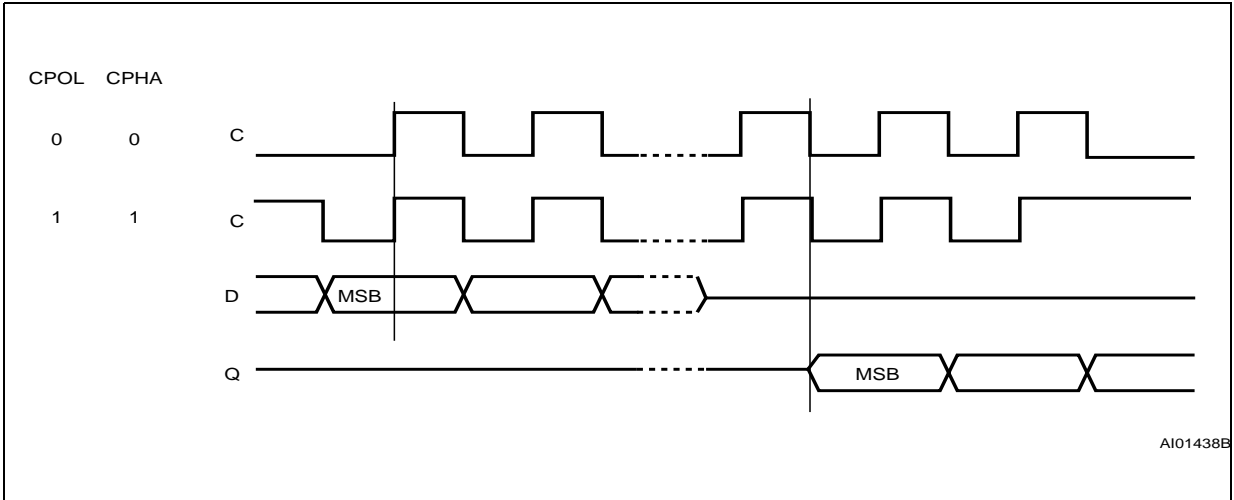 CPOL CPHA
0 0 C
1 1 C
D MSB
Q MSB
AI01438B